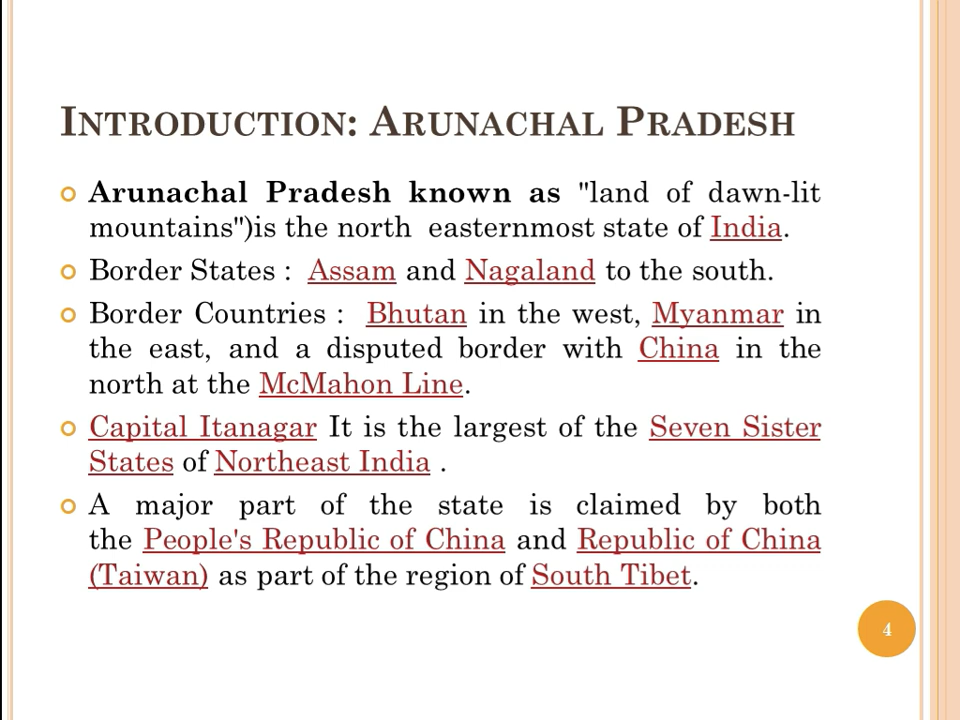 INTRODUCTION: ARUNACHAL PRADESH
Arunachal Pradesh known as "land of dawn-lit
mountains")is the north easternmost state of India.
Border States : Assam and Nagaland to the south.
Border Countries : Bhutan in the west, Myanmar in
the east, and a disputed border with China in the
north at the McMahon Line.
Capital Itanagar It is the largest of the Seven Sister
States of Northeast India .
A major part of the state is claimed by both
the People's Republic of China and Republic of China
(Taiwan) as part of the region of South Tibet.
4